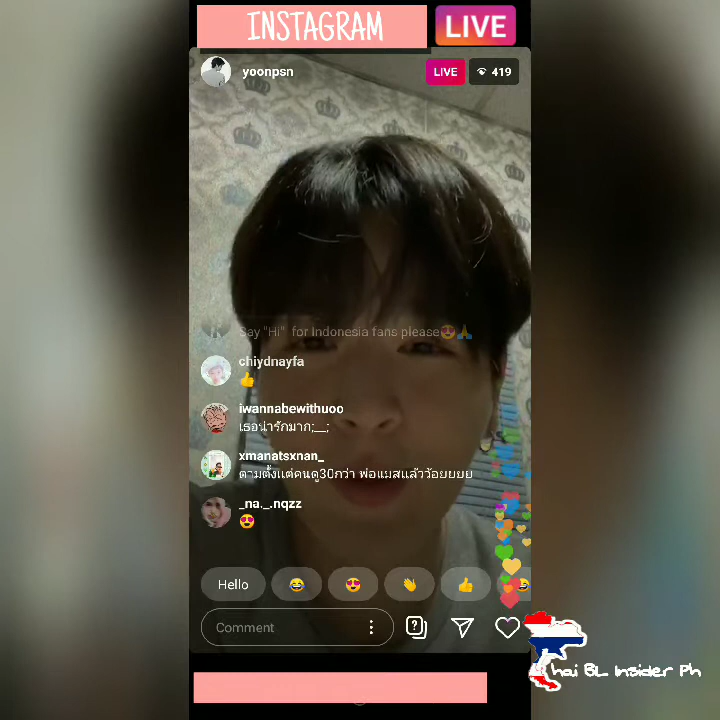 INSTAGRAM LIVE
yoonpsn LIVE 419
Say "Hi" for Indonesia fans please😍🙏
chiydnayfa
👍
iwannabewithuoo
เธอน่ารักมาก;__;
xmanatsxnan_
ตามตั้งแต่คนดู30กว่า พ่อแมสแล้วว้อยยยย
_na._.nqzz
😍
Hello 😂 😍 👏 👍 😂
Comment
hai BL Insider Ph